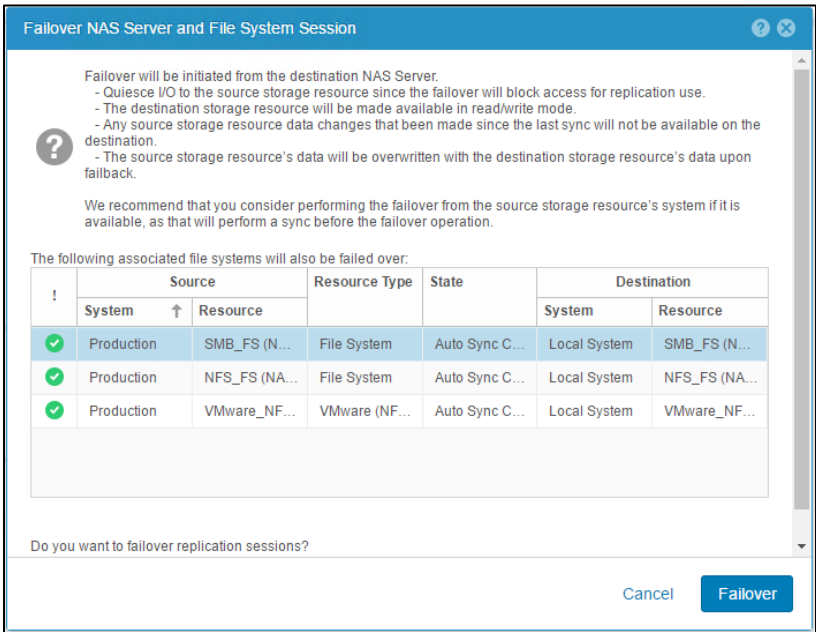 Failover NAS Server and File System Session
Failover will be initiated from the destination NAS Server.
- Quiesce I/O to the source storage resource since the failover will block access for replication use.
- The destination storage resource will be made available in read/write mode.
- Any source storage resource data changes that been made since the last sync will not be available on the
destination.
- The source storage resource's data will be overwritten with the destination storage resource's data upon
failback.
We recommend that you consider performing the failover from the source storage resource's system if it is
available, as that will perform a sync before the failover operation.
The following associated file systems will also be failed over:
! Source Resource Type State Destination
System ↑ Resource System Resource
Production SMB_FS (N... File System Auto Sync C... Local System SMB_FS (N...
Production NFS_FS (NA... File System Auto Sync C... Local System NFS_FS (NA...
Production VMware_NF... VMware (NF... Auto Sync C... Local System VMware_NF...
Do you want to failover replication sessions?
Cancel Failover